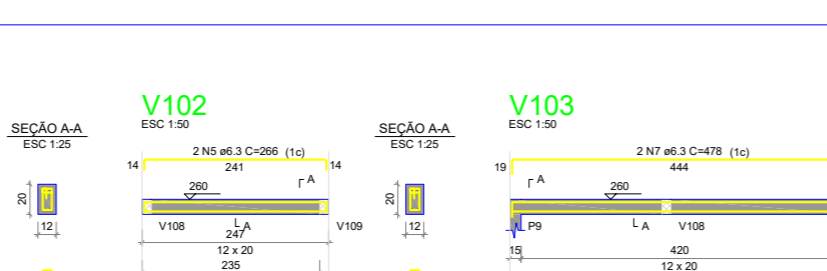 V102
ESC 1:50
V103
ESC 1:50
SEÇÃO A-A
ESC 1:25
SEÇÃO A-A
ESC 1:25
2 N5 ø6.3 C=266 (1c)
14 241 14
A
260
20
12
V108 A V109
247
12 x 20
235
2 N7 ø6.3 C=478 (1c)
19 444
A
260
20
12
P9 A V108
15 420
12 x 20